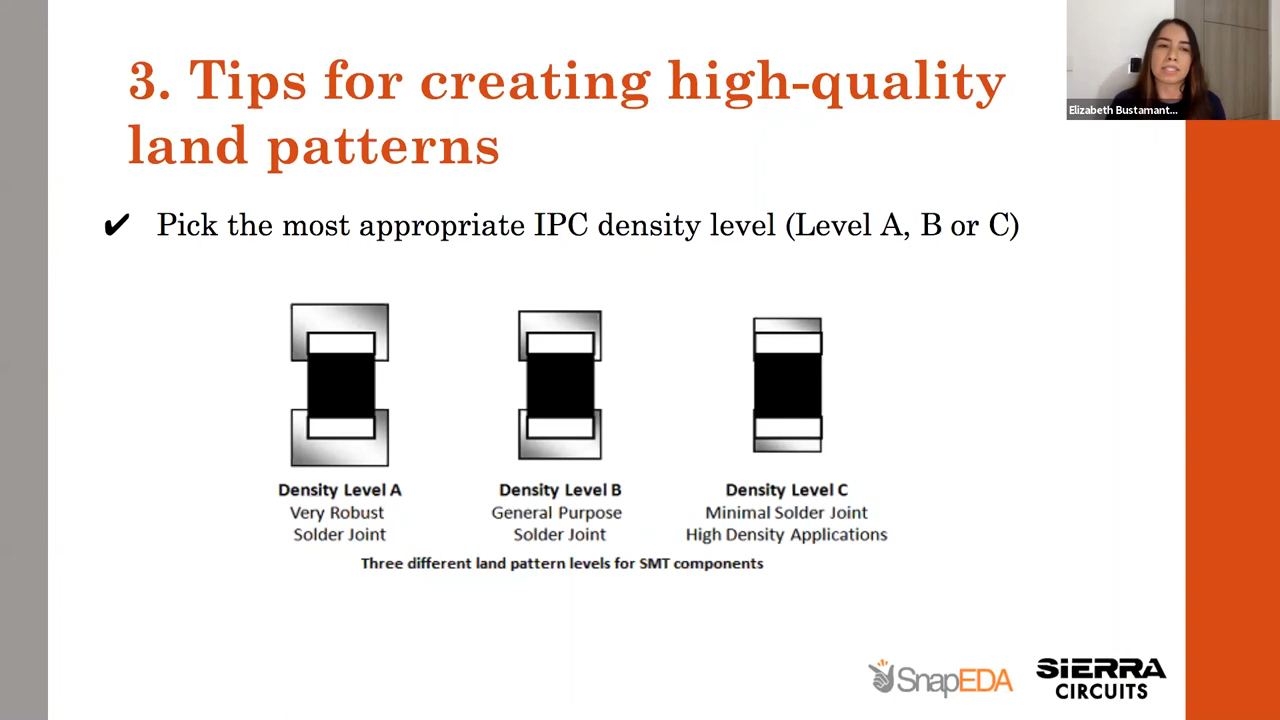 3. Tips for creating high-quality
land patterns
Elizabeth Bustamant...
✔ Pick the most appropriate IPC density level (Level A, B or C)
Density Level A
Very Robust
Solder Joint
Density Level B
General Purpose
Solder Joint
Density Level C
Minimal Solder Joint
High Density Applications
Three different land pattern levels for SMT components
SnapEDA
SIERRA
CIRCUITS